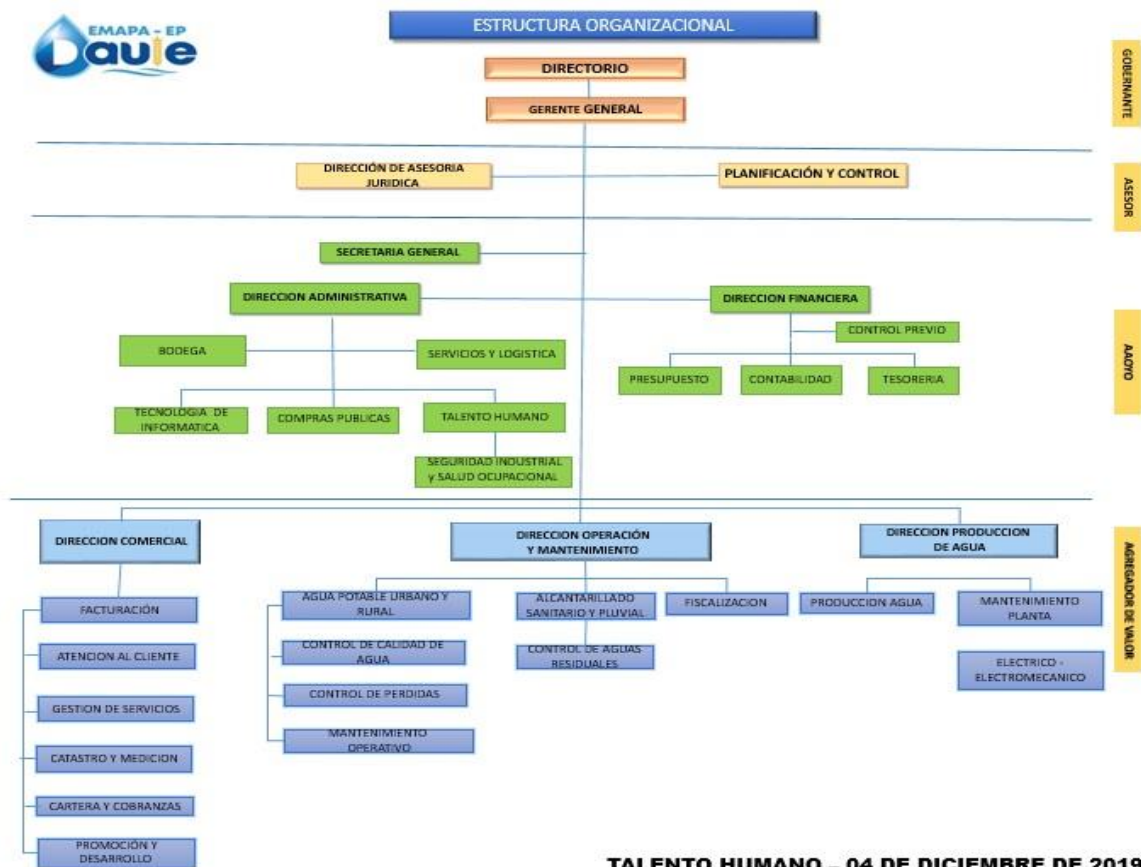 EMAPA - EP
Daule
ESTRUCTURA ORGANIZACIONAL
DIRECTORIO
GERENTE GENERAL
GOBERNANTE
DIRECCIÓN DE ASESORIA
JURIDICA
PLANIFICACIÓN Y CONTROL
ASESOR
SECRETARIA GENERAL
DIRECCION ADMINISTRATIVA
DIRECCION FINANCIERA
CONTROL PREVIO
BODEGA
SERVICIOS Y LOGISTICA
PRESUPUESTO
CONTABILIDAD
TESORERIA
AAOYO
TECNOLOGIA DE
INFORMATICA
COMPRAS PUBLICAS
TALENTO HUMANO
SEGURIDAD INDUSTRIAL
y SALUD OCUPACIONAL
DIRECCION COMERCIAL
DIRECCION OPERACIÓN
Y MANTENIMIENTO
DIRECCION PRODUCCION
DE AGUA
AGREGADOR DE VALOR
FACTURACIÓN
ATENCION AL CLIENTE
GESTION DE SERVICIOS
CATASTRO Y MEDICION
CARTERA Y COBRANZAS
PROMOCIÓN Y
DESARROLLO
AGUA POTABLE URBANO Y
RURAL
CONTROL DE CALIDAD DE
AGUA
CONTROL DE PERDIDAS
MANTENIMIENTO
OPERATIVO
ALCANTARILLADO
SANITARIO Y PLUVIAL
CONTROL DE AGUAS
RESIDUALES
FISCALIZACION
PRODUCCION AGUA
MANTENIMIENTO
PLANTA
ELECTRICO -
ELECTROMECANICO
TALENTO HUMANO – 04 DE DICIEMBRE DE 2019